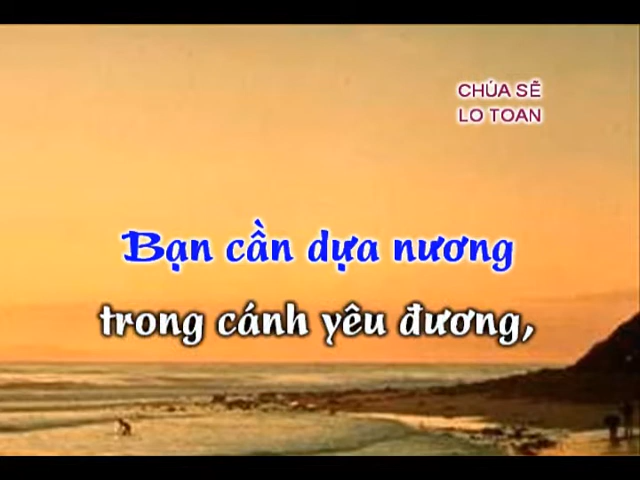 CHÚA SẼ
LO TOAN
Bạn cần dựa nương
trong cánh yêu đương,